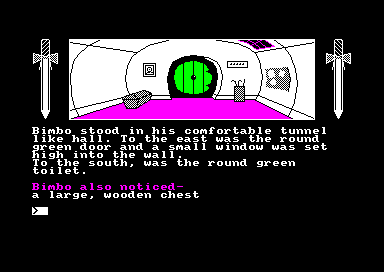 Bimbo stood in his comfortable tunnel
like hall. To the east was the round
green door and a small window was set
high into the wall.
To the south, was the round green
toilet.
Bimbo also noticed-
a large, wooden chest
>